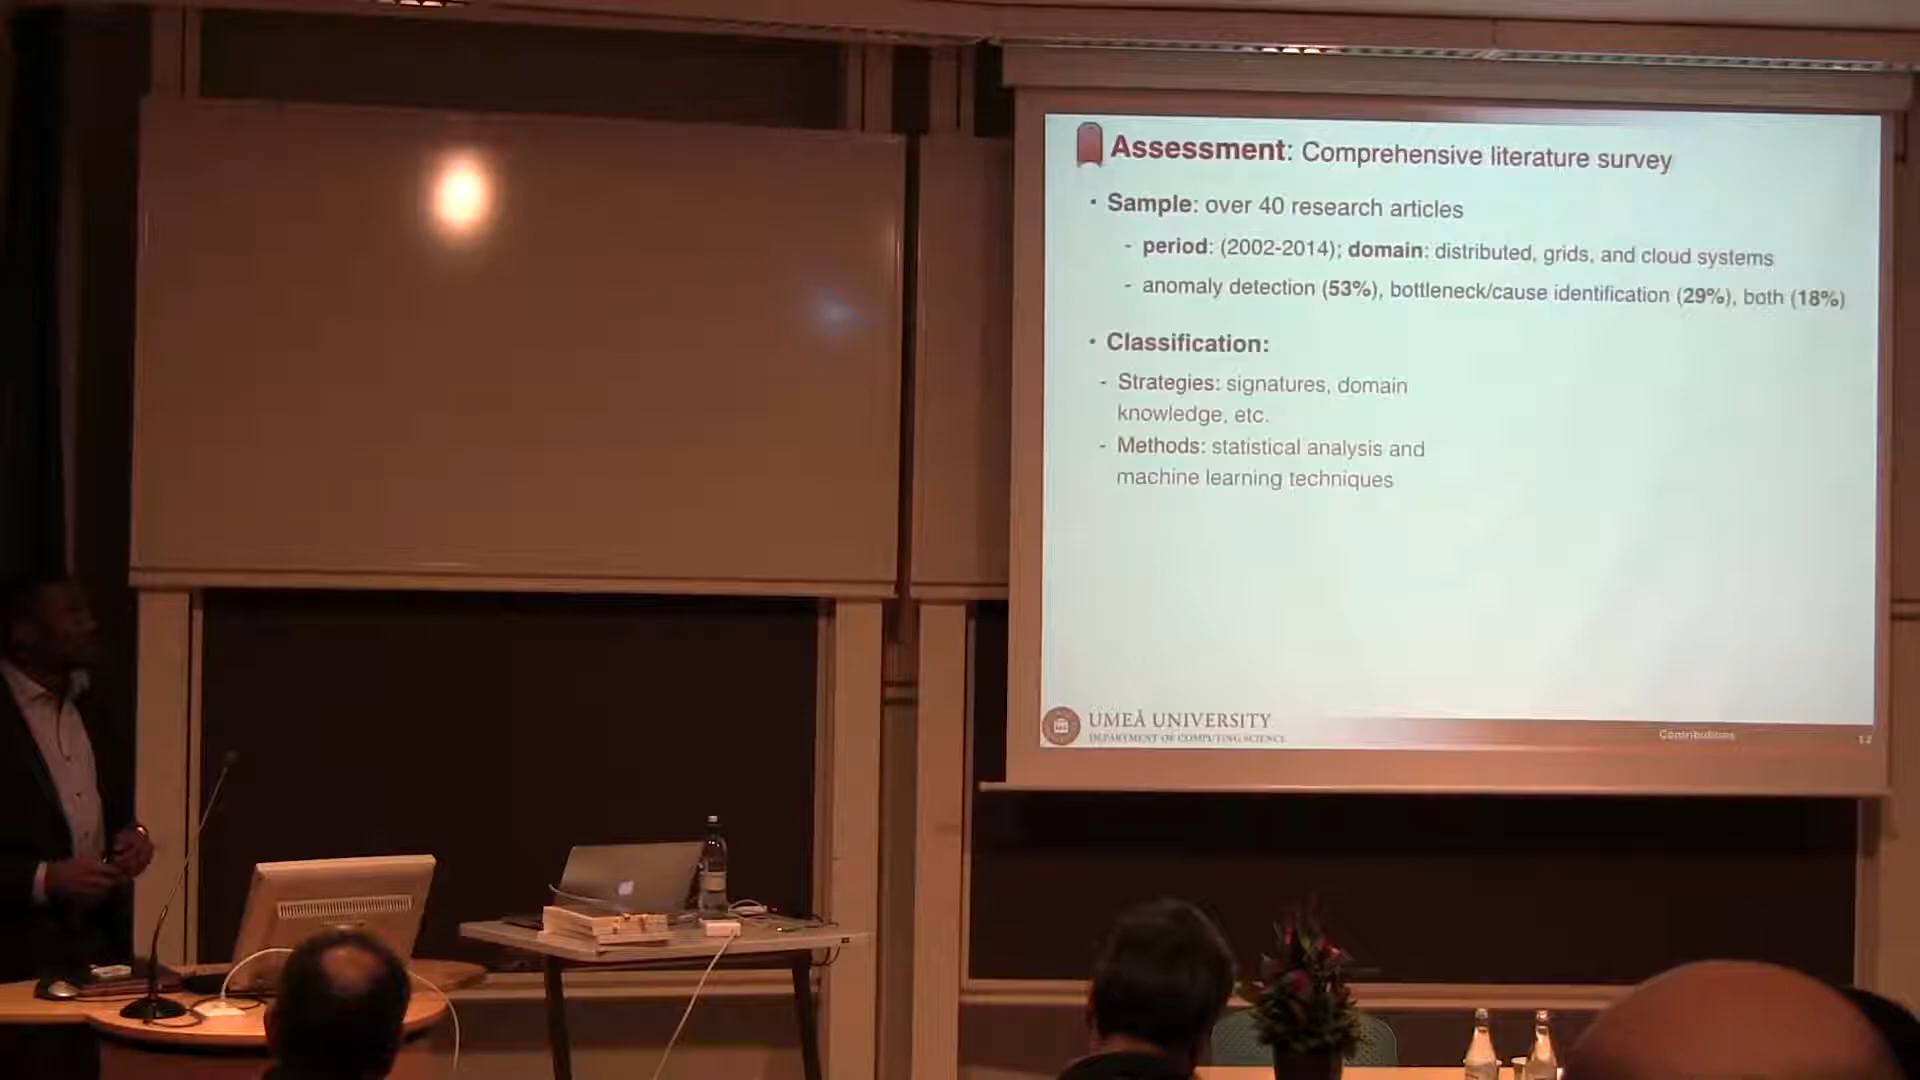 Assessment: Comprehensive literature survey
• Sample: over 40 research articles
- period: (2002-2014); domain: distributed, grids, and cloud systems
- anomaly detection (53%), bottleneck/cause identification (29%), both (18%)
• Classification:
- Strategies: signatures, domain
knowledge, etc.
- Methods: statistical analysis and
machine learning techniques
UMEÅ UNIVERSITY
DEPARTMENT OF COMPUTING SCIENCE
Contributions
12